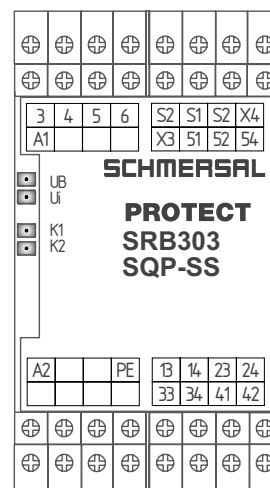 3 4 5 6 S2 S1 S2 X4
A1 X3 51 52 54
SCHMERSAL
UB
Ui
PROTECT
K1
SRB303
K2
SQP-SS
A2 PE 13 14 23 24
33 34 41 42